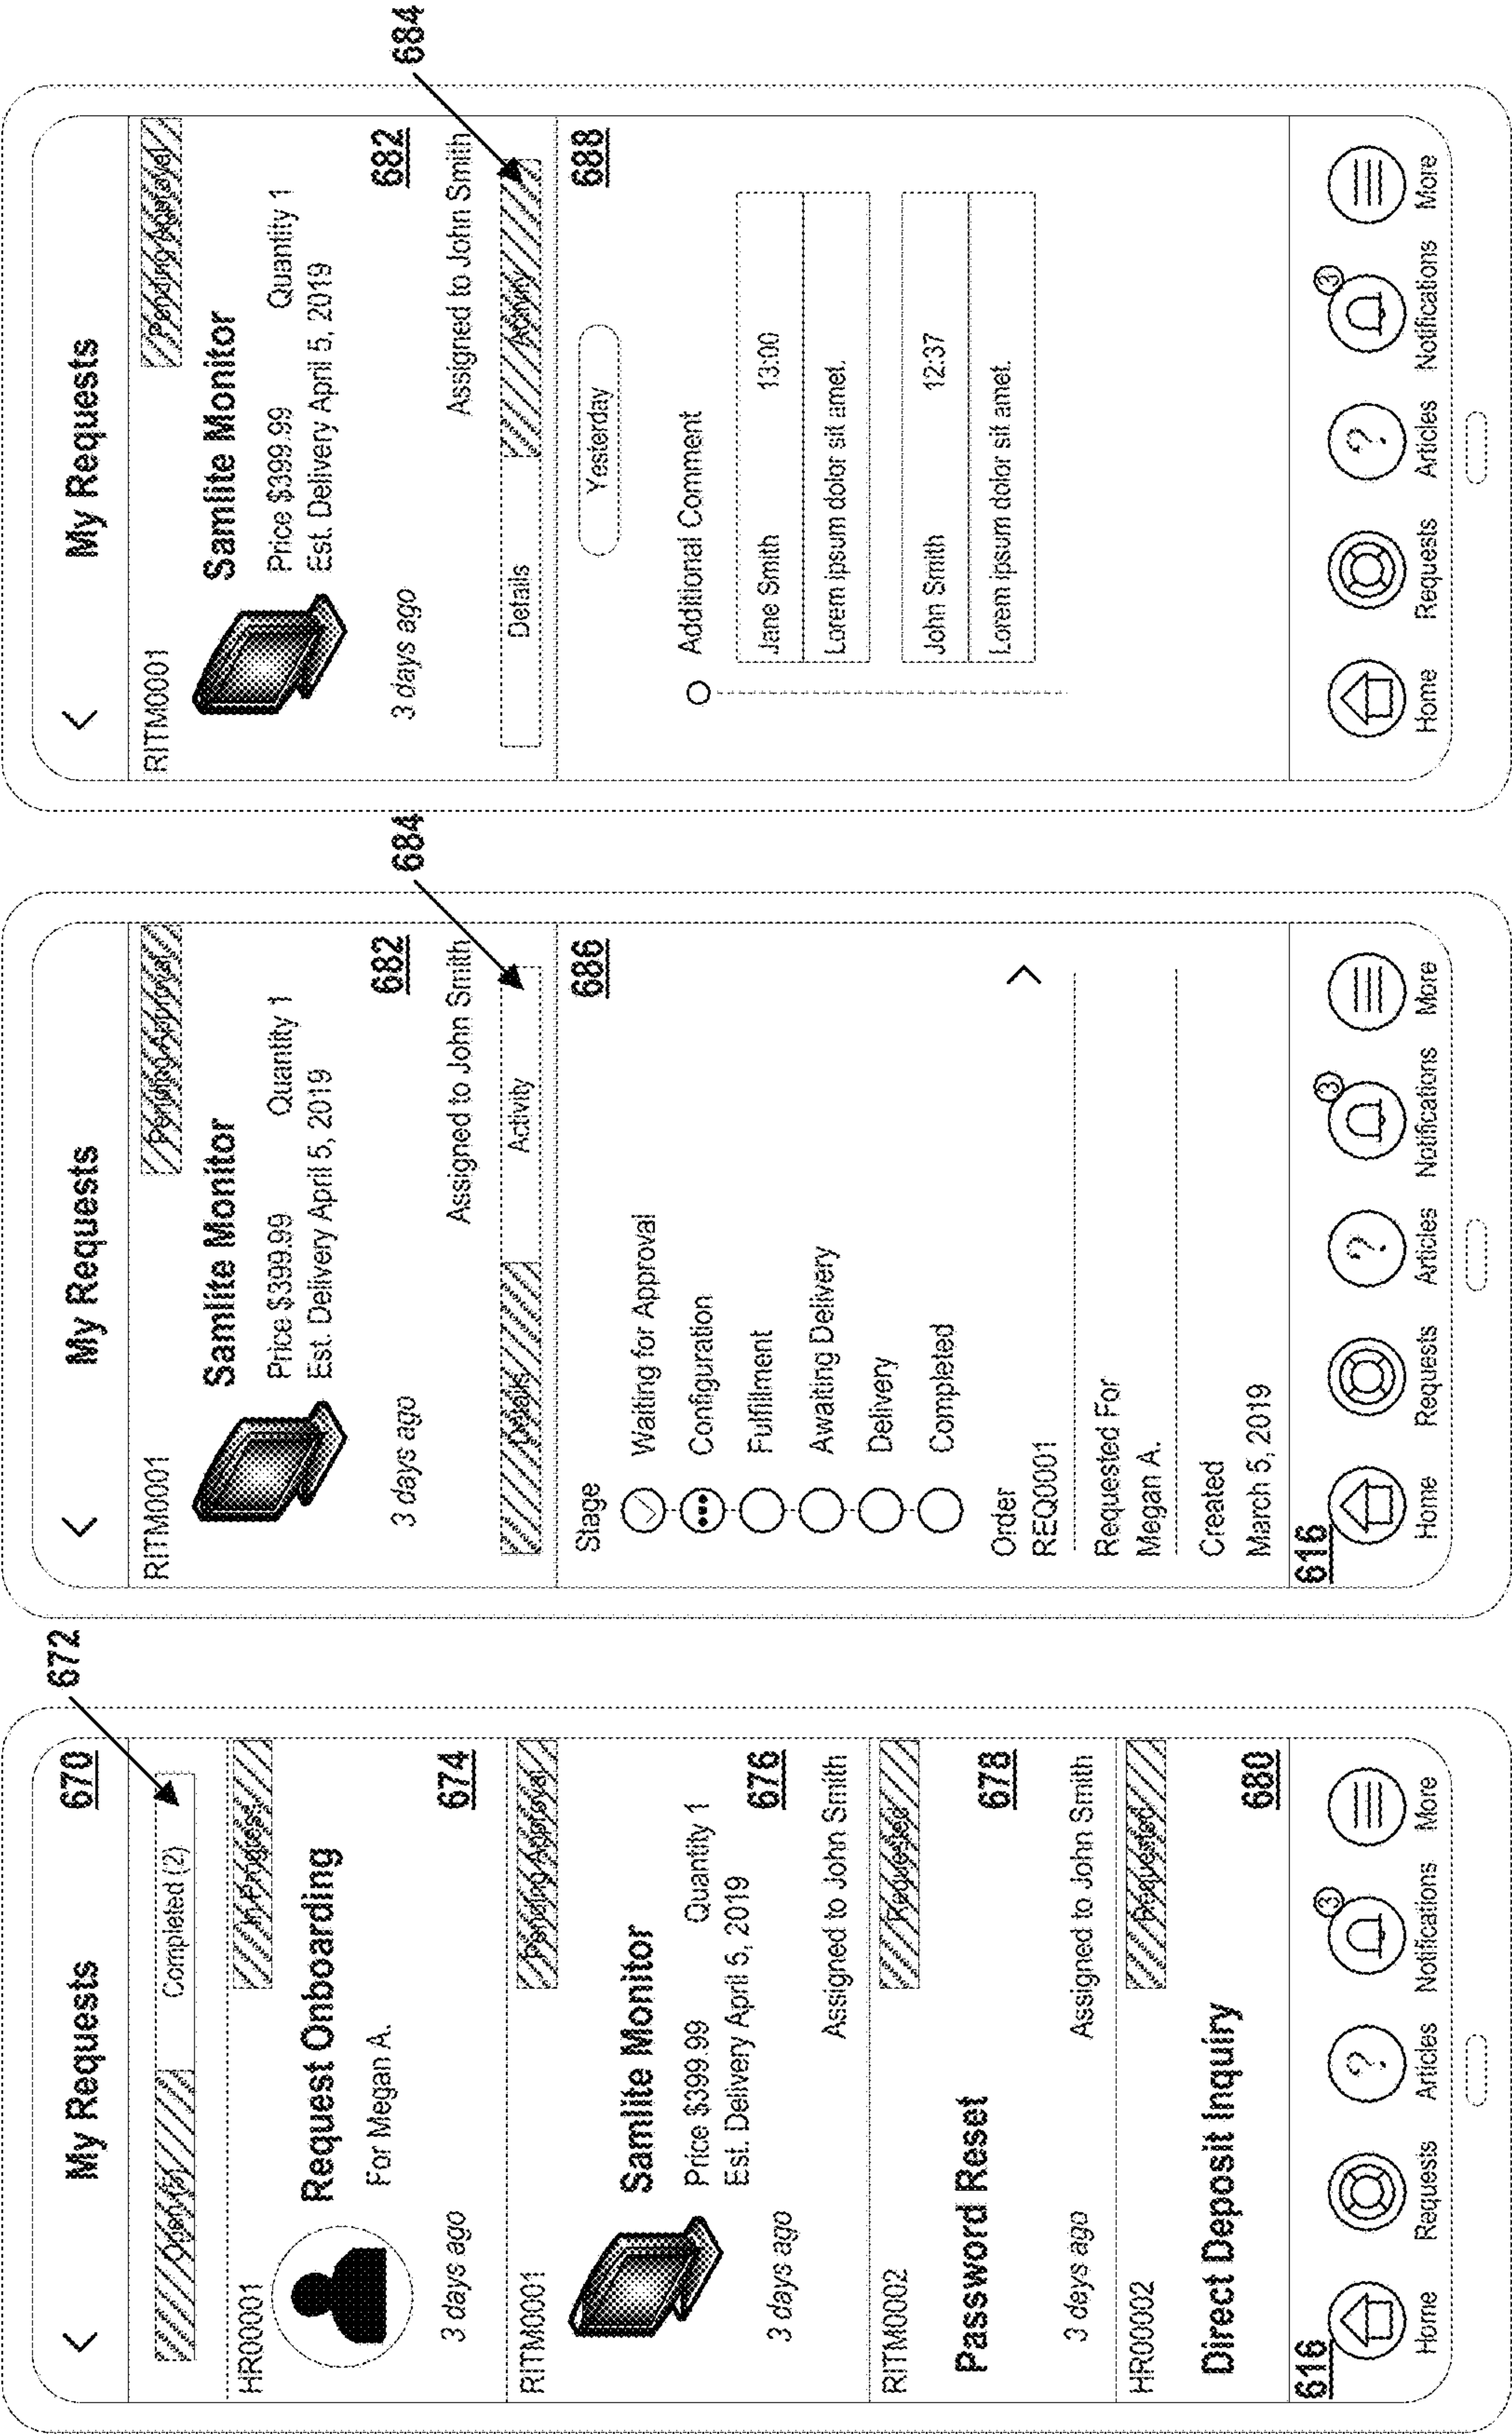 My Requests 670
672
Open (5) Completed (2)
HR00001 In Progress
Request Onboarding
For Megan A.
3 days ago 674
RITM0001 Pending Approval
Samlite Monitor
Price $399.99 Quantity 1
Est. Delivery April 5, 2019
3 days ago 676
Assigned to John Smith
RITM0002 Requested
Password Reset 678
3 days ago Assigned to John Smith
HR00002 Requested
Direct Deposit Inquiry
680
616
3
Home Requests Articles Notifications More
My Requests
RITM0001 Pending Approval
Samlite Monitor
Price $399.99 Quantity 1
Est. Delivery April 5, 2019
3 days ago 682
684
Assigned to John Smith
Details Activity
686
Stage
Waiting for Approval
Configuration
Fulfillment
Awaiting Delivery
Delivery
Completed
Order
REQ0001
Requested For
Megan A.
Created
March 5, 2019
616
3
Home Requests Articles Notifications More
My Requests
RITM0001 Pending Approval
Samlite Monitor
Price $399.99 Quantity 1
Est. Delivery April 5, 2019
3 days ago 682
684
Assigned to John Smith
Details Activity
688
Yesterday
Additional Comment
Jane Smith 13:00
Lorem ipsum dolor sit amet.
John Smith 12:37
Lorem ipsum dolor sit amet.
3
Home Requests Articles Notifications More